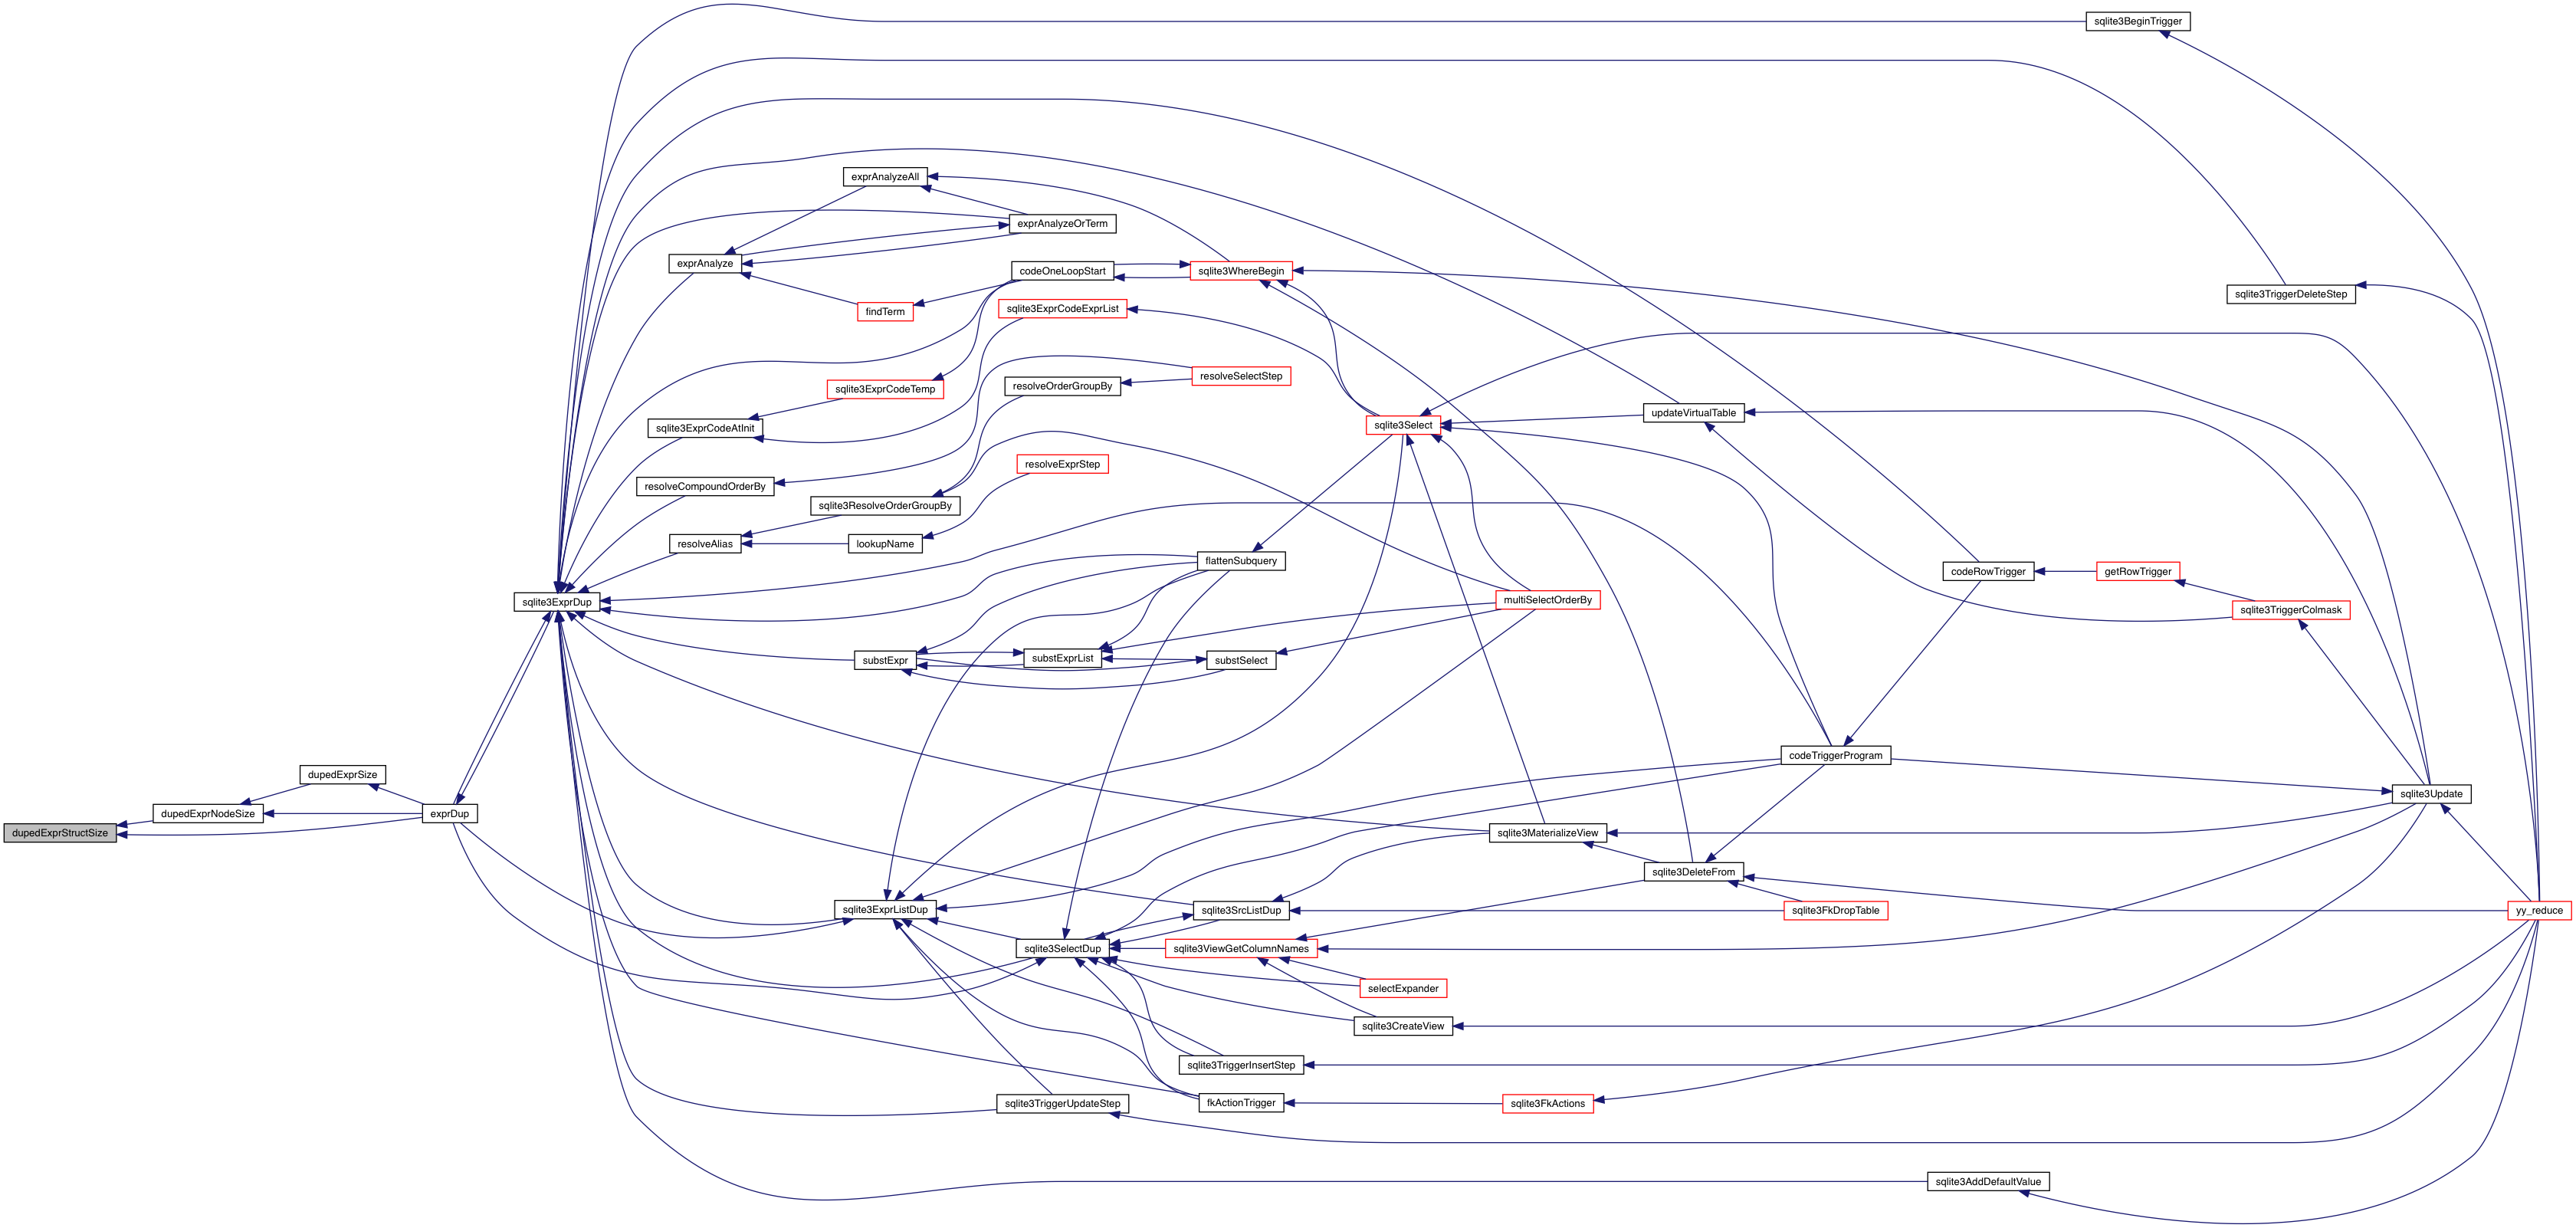 sqlite3BeginTrigger
exprAnalyzeAll
exprAnalyzeOrTerm
exprAnalyze
codeOneLoopStart
sqlite3WhereBegin
sqlite3TriggerDeleteStep
findTerm
sqlite3ExprCodeExprList
resolveSelectStep
resolveOrderGroupBy
sqlite3ExprCodeTemp
updateVirtualTable
sqlite3Select
sqlite3ExprCodeAtInit
resolveExprStep
resolveCompoundOrderBy
sqlite3ResolveOrderGroupBy
resolveAlias
lookupName
flattenSubquery
codeRowTrigger
getRowTrigger
sqlite3ExprDup
multiSelectOrderBy
sqlite3TriggerColmask
substExpr
substExprList
substSelect
codeTriggerProgram
dupedExprSize
sqlite3Update
dupedExprNodeSize
exprDup
dupedExprStructSize
sqlite3MaterializeView
sqlite3DeleteFrom
sqlite3ExprListDup
sqlite3SrcListDup
sqlite3FkDropTable
yy_reduce
sqlite3SelectDup
sqlite3ViewGetColumnNames
selectExpander
sqlite3CreateView
sqlite3TriggerInsertStep
sqlite3TriggerUpdateStep
fkActionTrigger
sqlite3FkActions
sqlite3AddDefaultValue